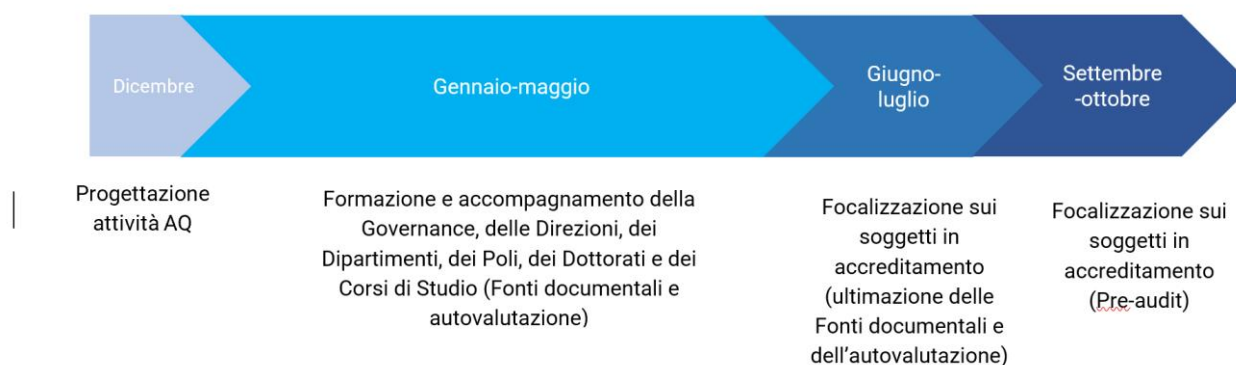 Dicembre
Gennaio-maggio
Giugno-
luglio
Settembre
-ottobre
Progettazione
attività AQ
Formazione e accompagnamento della
Governance, delle Direzioni, dei
Dipartimenti, dei Poli, dei Dottorati e dei
Corsi di Studio (Fonti documentali e
autovalutazione)
Focalizzazione sui
soggetti in
accreditamento
(ultimazione delle
Fonti documentali e
dell’autovalutazione)
Focalizzazione sui
soggetti in
accreditamento
(Pre-audit)